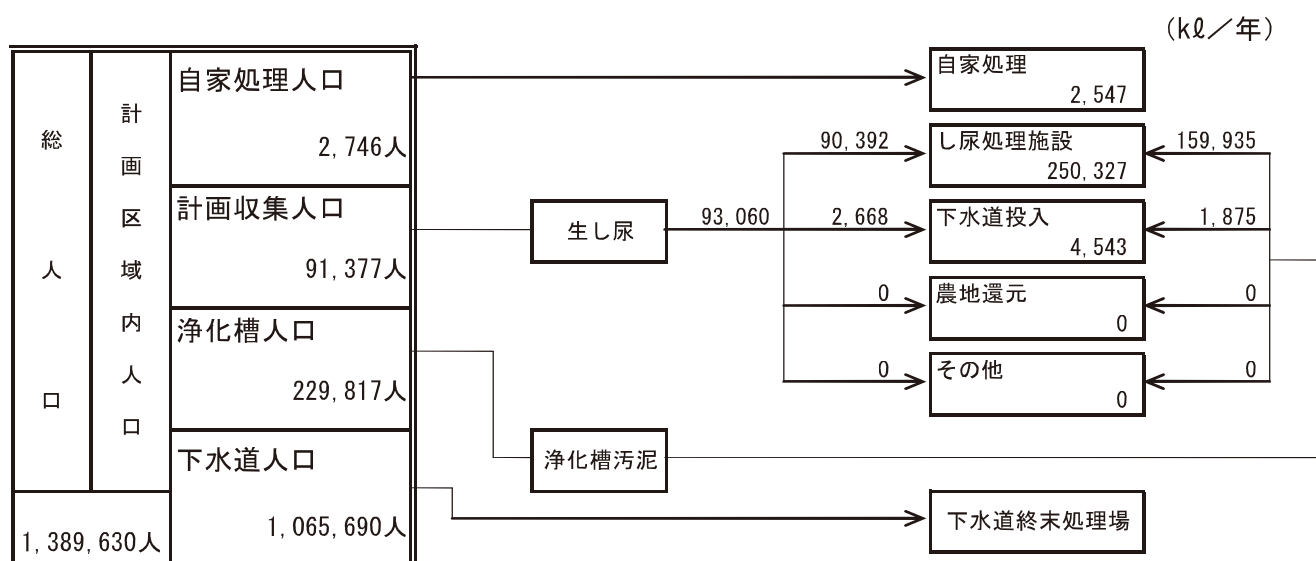 (kℓ／年)
総人口
計画区域内人口
自家処理人口
2,746人
計画収集人口
91,377人
浄化槽人口
229,817人
下水道人口
1,065,690人
1,389,630人
生し尿
浄化槽汚泥
93,060
90,392
2,668
0
0
自家処理
2,547
し尿処理施設
250,327
下水道投入
4,543
農地還元
0
その他
0
下水道終末処理場
159,935
1,875
0
0